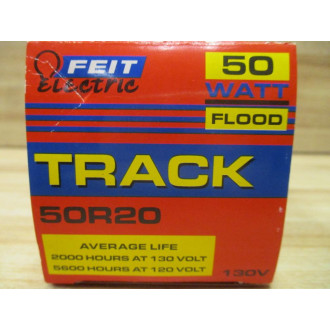 FEIT
Electric
50
WATT
FLOOD
TRACK
50R20
AVERAGE LIFE
2000 HOURS AT 130 VOLT
5600 HOURS AT 120 VOLT
130V